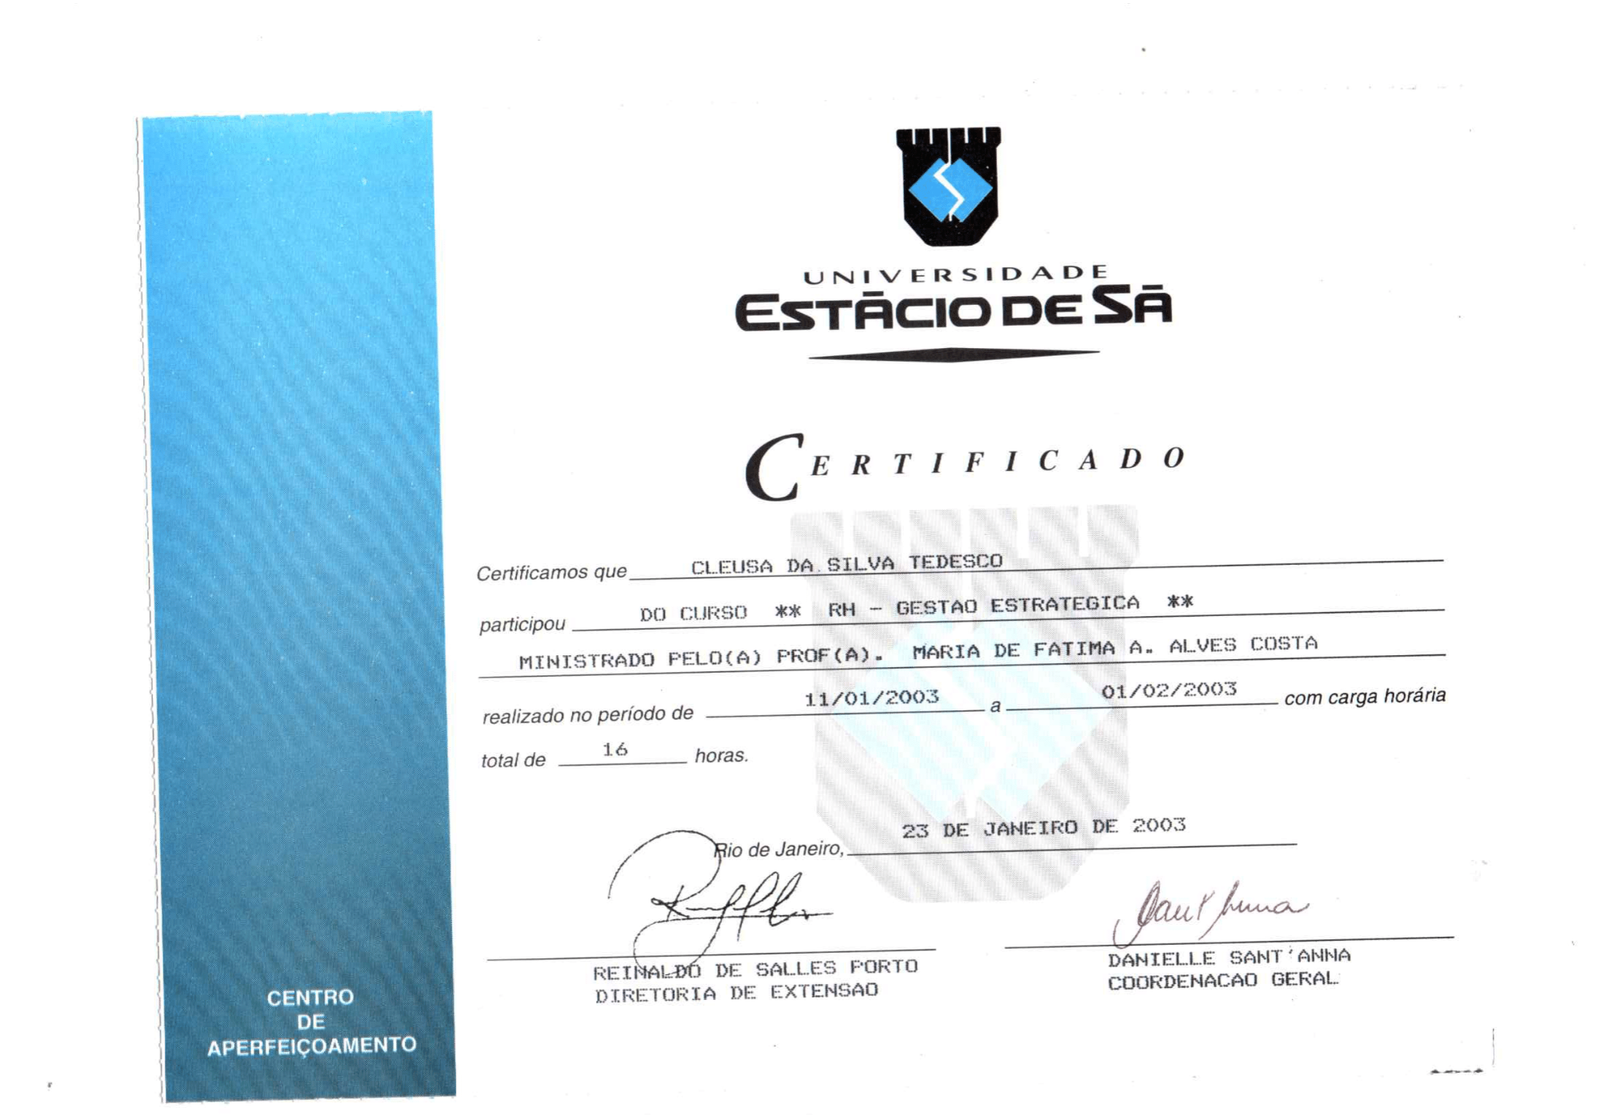 UNIVERSIDADE
ESTÁCIO DE SÁ
CERTIFICADO
Certificamos que CLEUSA DA SILVA TEDESCO
participou DO CURSO ** RH - GESTAO ESTRATEGICA **
MINISTRADO PELO(A) PROF(A). MARIA DE FATIMA A. ALVES COSTA
realizado no período de 11/01/2003 a 01/02/2003 com carga horária
total de 16 horas.
Rio de Janeiro, 23 DE JANEIRO DE 2003
Sant'Anna
REINALDO DE SALLES PORTO
DIRETORIA DE EXTENSAO
DANIELLE SANT'ANNA
COORDENACAO GERAL
CENTRO
DE
APERFEIÇOAMENTO